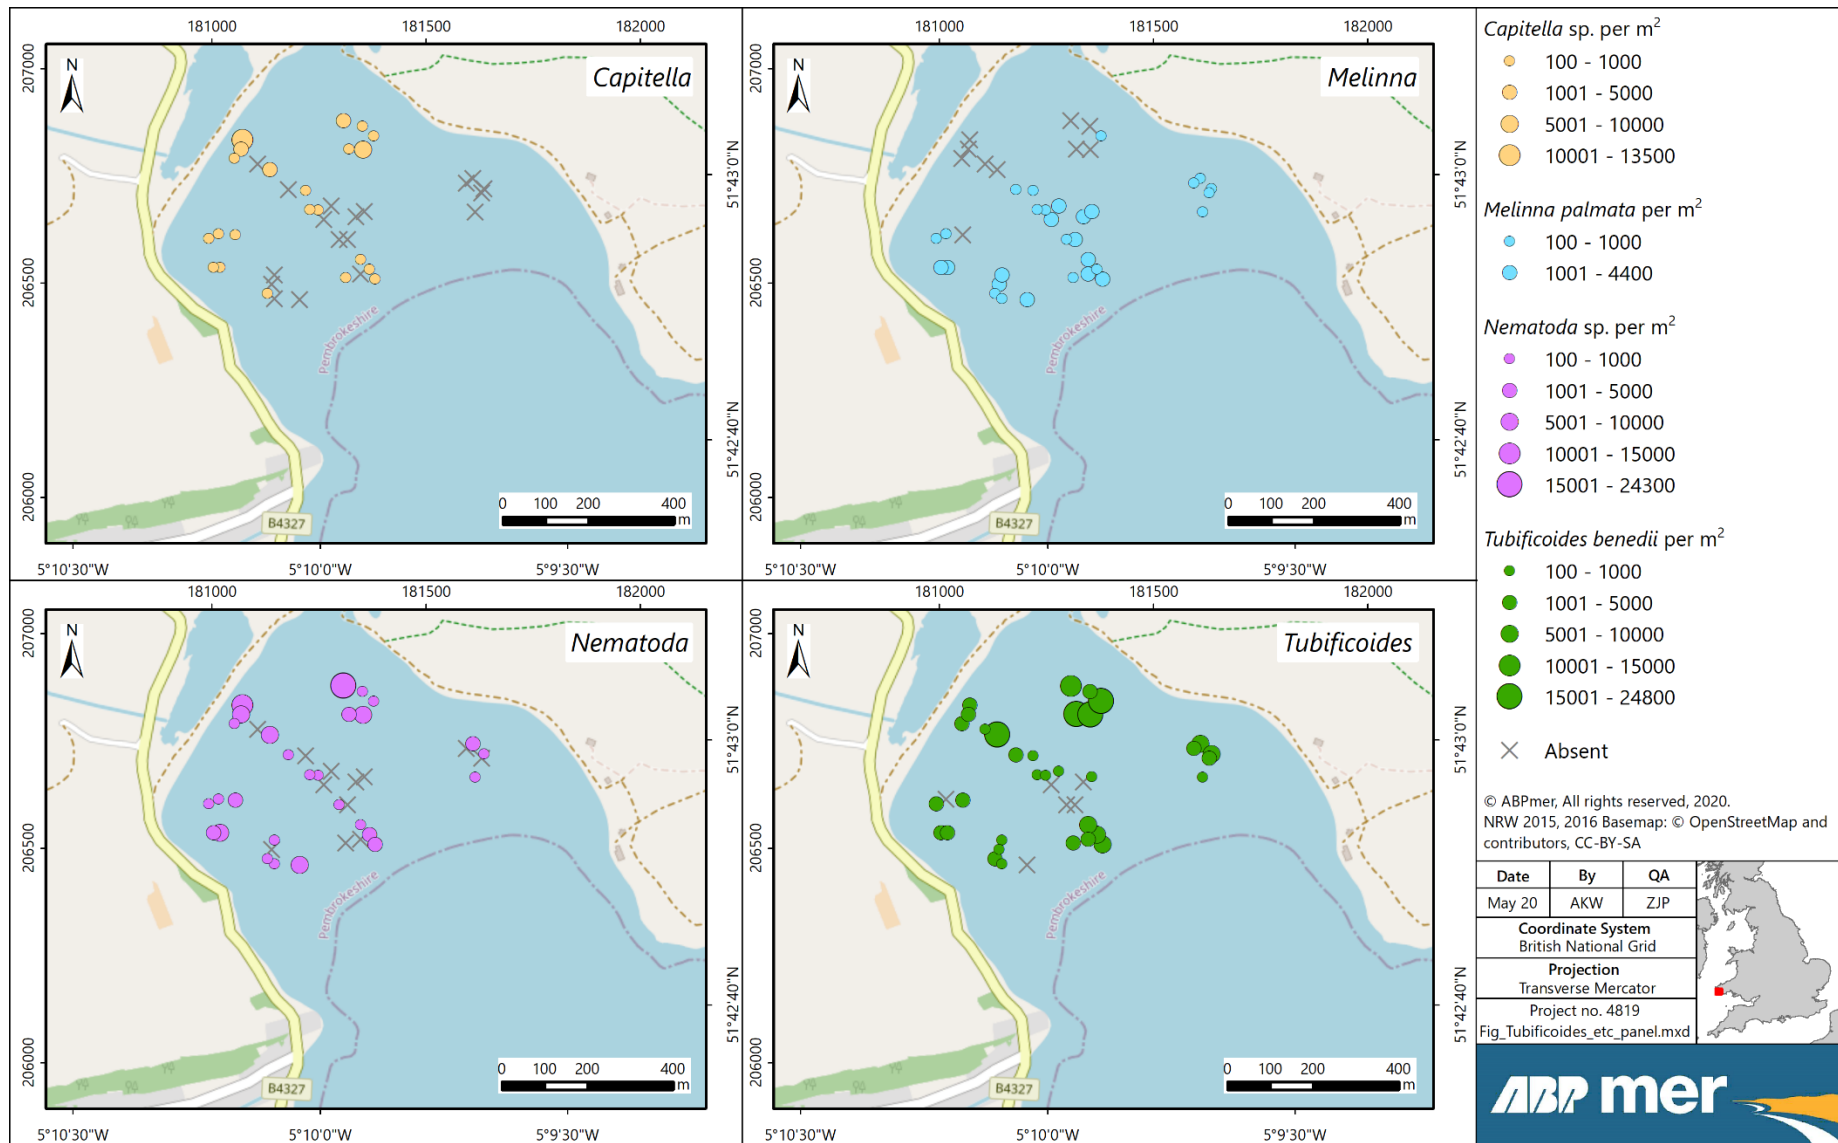 181000 181500 182000
207000
206500
206000
N
Capitella
Pembrokeshire
B4327
0 100 200 400
m
51°43'0"N
51°42'40"N
5°10'30"W 5°10'0"W 5°9'30"W
181000 181500 182000
207000
206500
206000
N
Melinna
Pembrokeshire
B4327
0 100 200 400
m
51°43'0"N
51°42'40"N
5°10'30"W 5°10'0"W 5°9'30"W
181000 181500 182000
207000
206500
206000
N
Nematoda
Pembrokeshire
B4327
0 100 200 400
m
51°43'0"N
51°42'40"N
5°10'30"W 5°10'0"W 5°9'30"W
181000 181500 182000
207000
206500
206000
N
Tubificoides
Pembrokeshire
B4327
0 100 200 400
m
51°43'0"N
51°42'40"N
5°10'30"W 5°10'0"W 5°9'30"W
Capitella sp. per m²
100 - 1000
1001 - 5000
5001 - 10000
10001 - 13500
Melinna palmata per m²
100 - 1000
1001 - 4400
Nematoda sp. per m²
100 - 1000
1001 - 5000
5001 - 10000
10001 - 15000
15001 - 24300
Tubificoides benedii per m²
100 - 1000
1001 - 5000
5001 - 10000
10001 - 15000
15001 - 24800
Absent
© ABPmer, All rights reserved, 2020.
NRW 2015, 2016 Basemap: © OpenStreetMap and
contributors, CC-BY-SA
Date By QA
May 20 AKW ZJP
Coordinate System
British National Grid
Projection
Transverse Mercator
Project no. 4819
Fig_Tubificoides_etc_panel.mxd
ABPmer